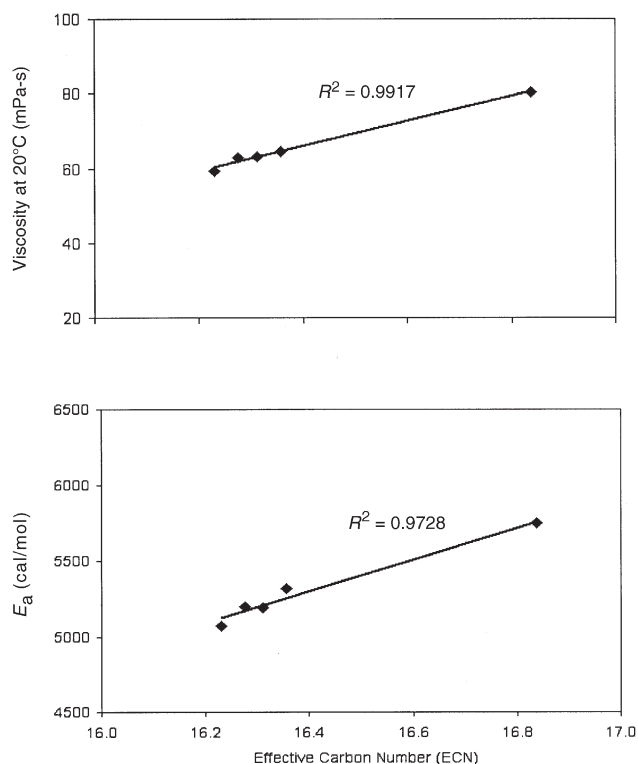 100
80
60
40
20
Viscosity at 20°C (mPa-s)
R² = 0.9917
6500
6000
5500
5000
4500
Eₐ (cal/mol)
R² = 0.9728
16.0 16.2 16.4 16.6 16.8 17.0
Effective Carbon Number (ECN)